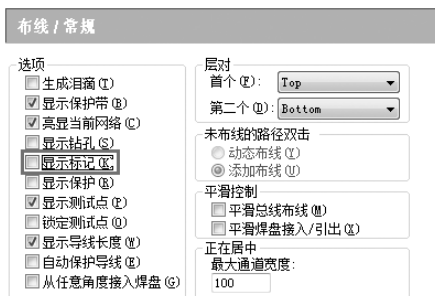 布线/常规
选项
生成泪滴(T)
显示保护带(B)
高显当前网络(C)
显示钻孔(S)
显示标记(K)
显示保护(R)
显示测试点(P)
锁定测试点(O)
显示导线长度(W)
自动保护导线(E)
从任意角度接入焊盘(G)
层对
首个(F): Top
第二个(D): Bottom
未布线的路径双击
动态布线(Y)
添加布线(U)
平滑控制
平滑总线布线(M)
平滑焊盘接入/引出(X)
正在居中
最大通道宽度:
100